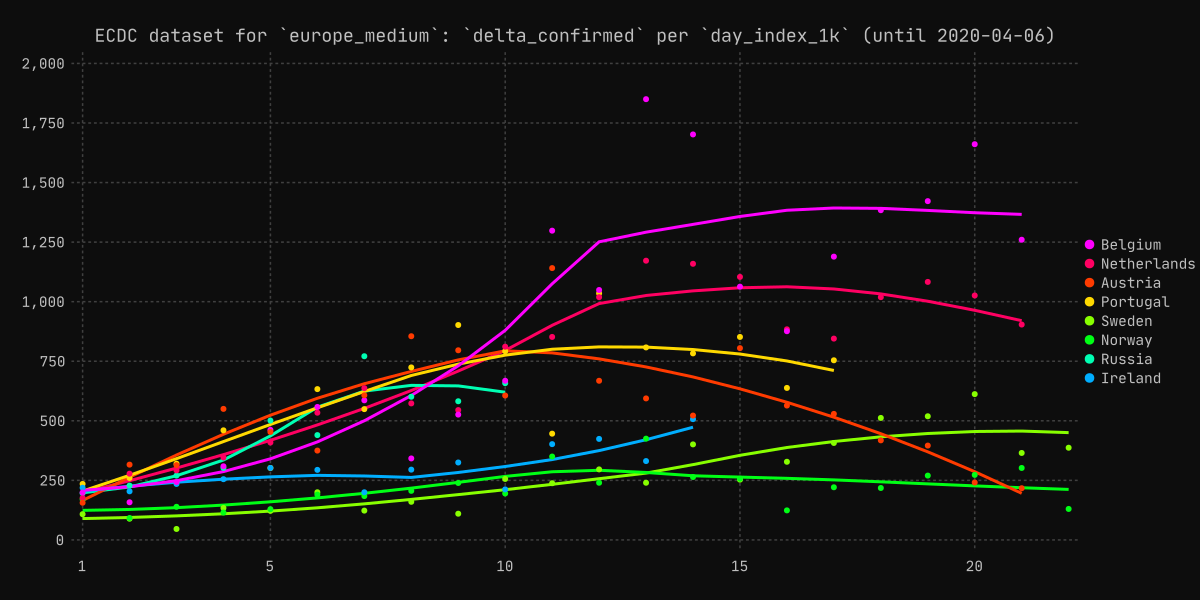 ECDC dataset for `europe_medium`: `delta_confirmed` per `day_index_1k` (until 2020-04-06)
2,000
1,750
1,500
1,250
1,000
750
500
250
0
1 5 10 15 20
Belgium
Netherlands
Austria
Portugal
Sweden
Norway
Russia
Ireland